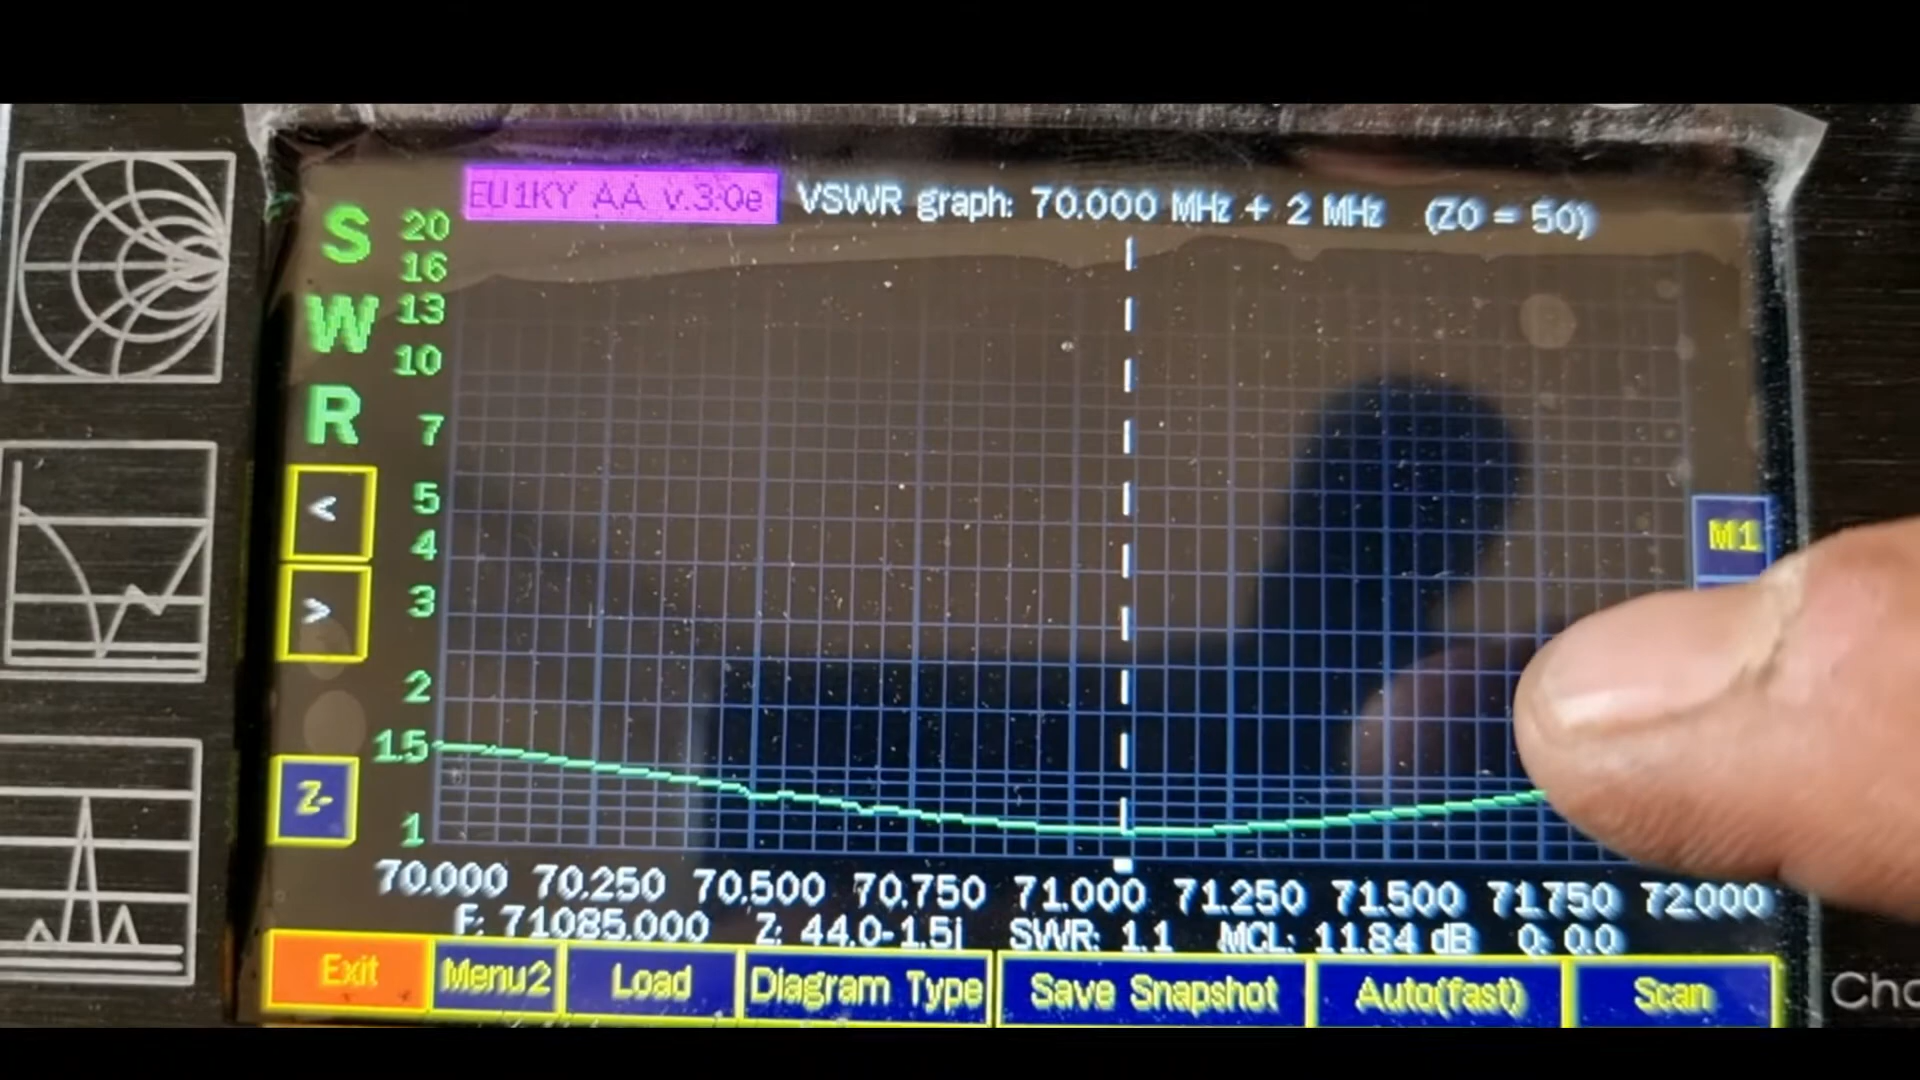 EU1KY AA v.3.0e VSWR graph: 70.000 MHz + 2 MHz (Z0 = 50)
S
W
R
20
16
13
10
7
5
4
3
2
1.5
1
<
>
Z-
M1
70.000 70.250 70.500 70.750 71.000 71.250 71.500 71.750 72.000
F: 71085.000 Z: 44.0-1.5j SWR: 1.1 MCL: 11.84 dB Q: 0.0
Exit Menu2 Load Diagram Type Save Snapshot Auto(fast) Scan